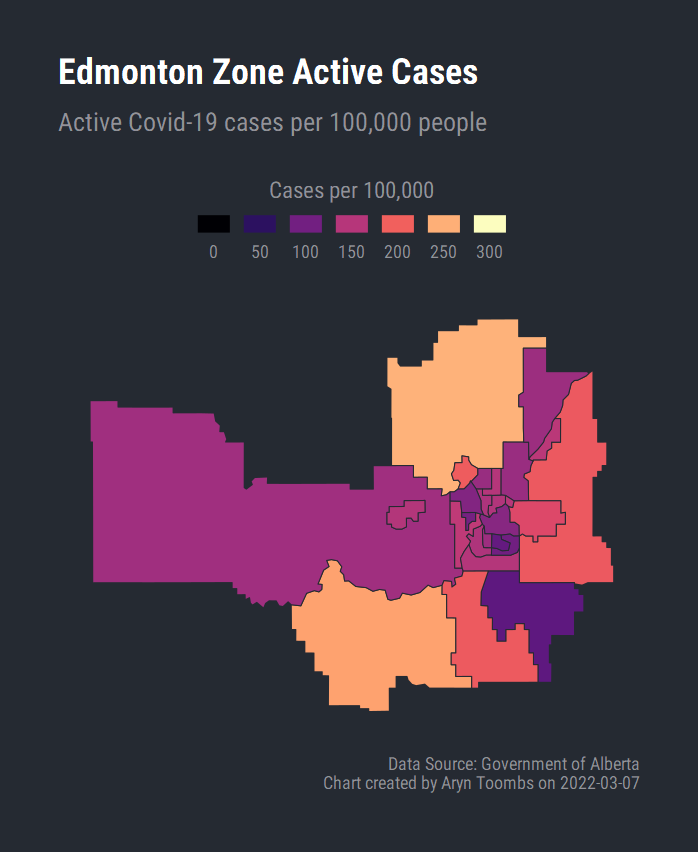 Edmonton Zone Active Cases
Active Covid-19 cases per 100,000 people
Cases per 100,000
0 50 100 150 200 250 300
Data Source: Government of Alberta
Chart created by Aryn Toombs on 2022-03-07